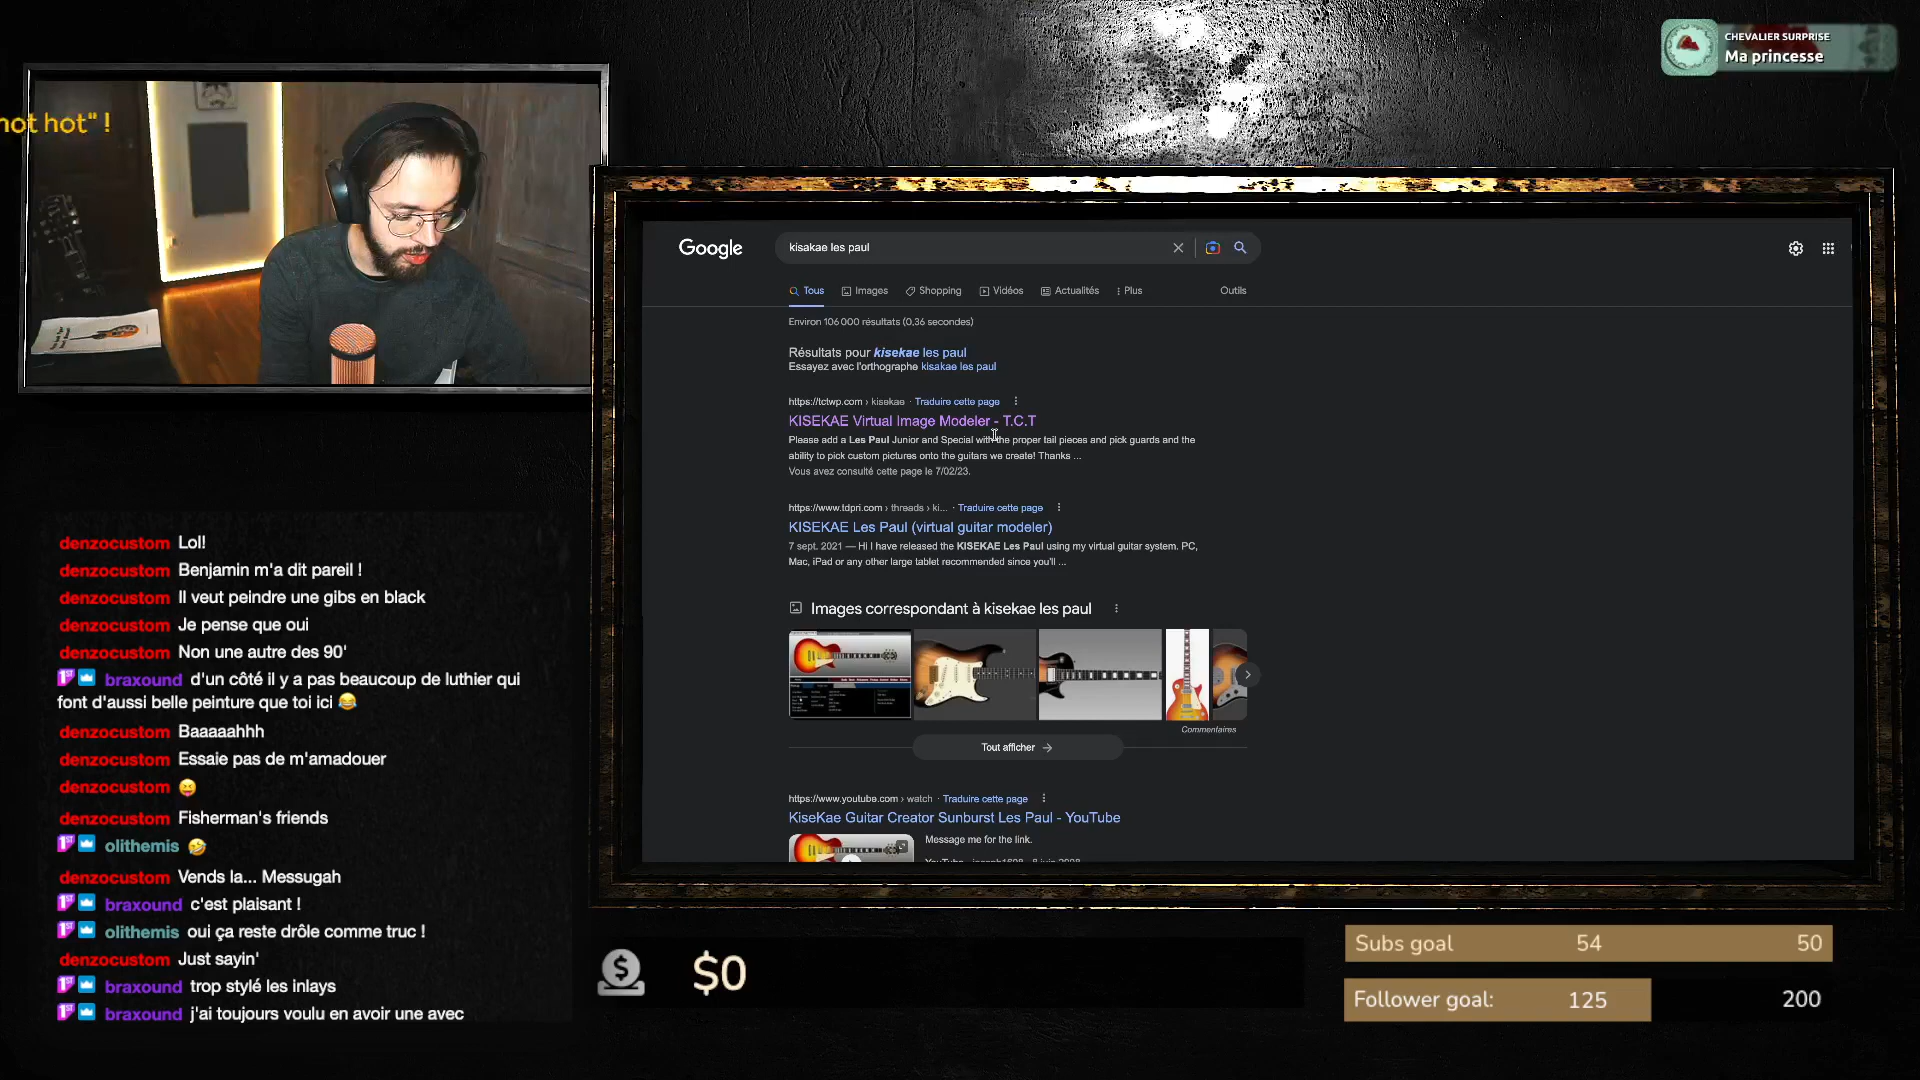 CHEVALIER SURPRISE
Ma princesse
not hot" !
Google
kisakae les paul
Tous
Images
Shopping
Vidéos
Actualités
Plus
Outils
Environ 106 000 résultats (0,36 secondes)
Résultats pour kisekae les paul
Essayez avec l'orthographe kisakae les paul
https://tctwp.com › kisekae · Traduire cette page
KISEKAE Virtual Image Modeler - T.C.T
Please add a Les Paul Junior and Special with the proper tail pieces and pick guards and the
ability to pick custom pictures onto the guitars we create! Thanks ...
Vous avez consulté cette page le 7/02/23.
https://www.tdpri.com › threads › ki... · Traduire cette page
KISEKAE Les Paul (virtual guitar modeler)
7 sept. 2021 — Hi I have released the KISEKAE Les Paul using my virtual guitar system. PC,
Mac, iPad or any other large tablet recommended since you'll ...
Images correspondant à kisekae les paul
Commentaires
Tout afficher
https://www.youtube.com › watch · Traduire cette page
KiseKae Guitar Creator Sunburst Les Paul - YouTube
Message me for the link.
denzocustom Lol!
denzocustom Benjamin m'a dit pareil !
denzocustom Il veut peindre une gibs en black
denzocustom Je pense que oui
denzocustom Non une autre des 90'
braxound d'un côté il y a pas beaucoup de luthier qui
font d'aussi belle peinture que toi ici 😂
denzocustom Baaaaahhh
denzocustom Essaie pas de m'amadouer
denzocustom 😝
denzocustom Fisherman's friends
olithemis 🤣
denzocustom Vends la... Messugah
braxound c'est plaisant !
olithemis oui ça reste drôle comme truc !
denzocustom Just sayin'
braxound trop stylé les inlays
braxound j'ai toujours voulu en avoir une avec
$0
Subs goal 54 50
Follower goal: 125 200